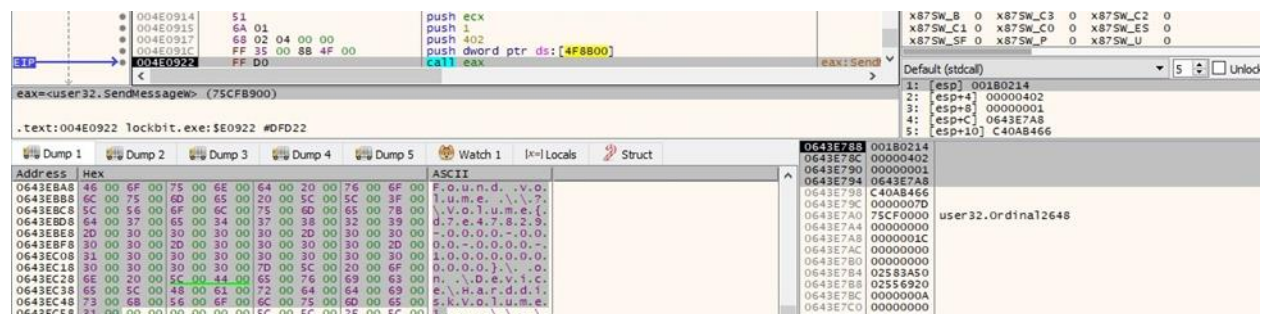 004E0914 51 push ecx
004E0915 6A 01 push 1
004E0917 68 02 04 00 00 push 402
004E091C FF 35 00 8B 4F 00 push dword ptr ds:[4F8B00]
EIP 004E0922 FF D0 call eax eax:Send
x87SW_B 0 x87SW_C3 0 x87SW_C2 0
x87SW_C1 0 x87SW_C0 0 x87SW_ES 0
x87SW_SF 0 x87SW_P 0 x87SW_U 0
Default (stdcall) 5 Unlock
1: [esp] 001B0214
2: [esp+4] 00000402
3: [esp+8] 00000001
4: [esp+C] 0643E7A8
5: [esp+10] C40AB466
eax=<user32.SendMessageW> (75CFB900)
.text:004E0922 lockbit.exe:$E0922 #DFD22
Dump 1 Dump 2 Dump 3 Dump 4 Dump 5 Watch 1 [x=] Locals Struct
Address Hex ASCII
0643EBA8 46 00 6F 00 75 00 6E 00 64 00 20 00 76 00 6F 00 F.o.u.n.d. .v.o.
0643EBB8 6C 00 75 00 6D 00 65 00 20 00 5C 00 5C 00 3F 00 l.u.m.e. .\.\.?.
0643EBC8 5C 00 56 00 6F 00 6C 00 75 00 6D 00 65 00 7B 00 \.V.o.l.u.m.e.{.
0643EBD8 64 00 37 00 65 00 34 00 37 00 38 00 32 00 39 00 d.7.e.4.7.8.2.9.
0643EBE8 2D 00 30 00 30 00 30 00 30 00 2D 00 30 00 30 00 -.0.0.0.0.-.0.0.
0643EBF8 30 00 30 00 2D 00 30 00 30 00 30 00 30 00 2D 00 0.0.-.0.0.0.0.-.
0643EC08 31 00 30 00 30 00 30 00 30 00 30 00 30 00 30 00 1.0.0.0.0.0.0.0.
0643EC18 30 00 30 00 30 00 30 00 7D 00 5C 00 20 00 6F 00 0.0.0.0.}.\. .o.
0643EC28 6E 00 20 00 5C 00 44 00 65 00 76 00 69 00 63 00 n. .\.D.e.v.i.c.
0643EC38 65 00 5C 00 48 00 61 00 72 00 64 00 64 00 69 00 e.\.H.a.r.d.d.i.
0643EC48 73 00 6B 00 56 00 6F 00 6C 00 75 00 6D 00 65 00 s.k.V.o.l.u.m.e.
0643E788 001B0214
0643E78C 00000402
0643E790 00000001
0643E794 0643E7A8
0643E798 C40AB466
0643E79C 0000007D
0643E7A0 75CF0000 user32.Ordinal2648
0643E7A4 00000000
0643E7A8 0000001C
0643E7AC 00000000
0643E7B0 00000000
0643E7B4 02583A50
0643E7B8 02556920
0643E7BC 0000000A
0643E7C0 00000000